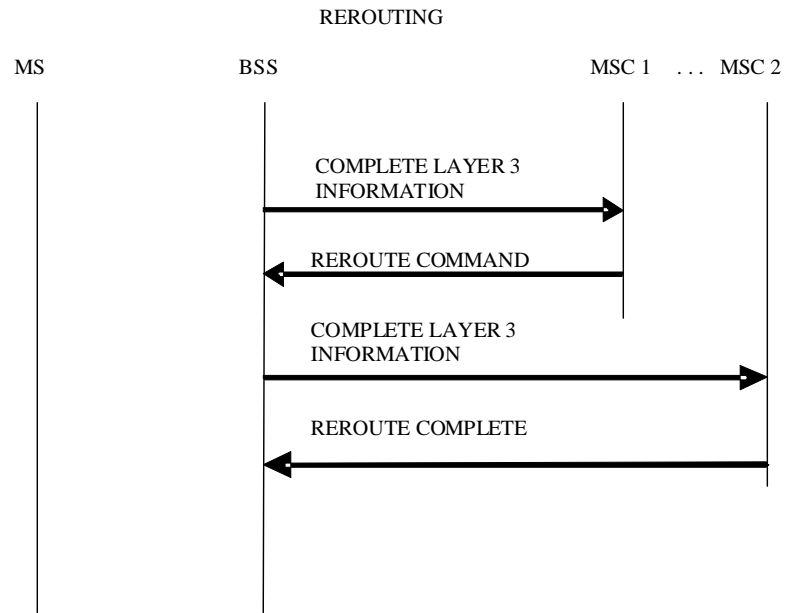 REROUTING
MS BSS MSC 1 . . . MSC 2
COMPLETE LAYER 3
INFORMATION
REROUTE COMMAND
COMPLETE LAYER 3
INFORMATION
REROUTE COMPLETE